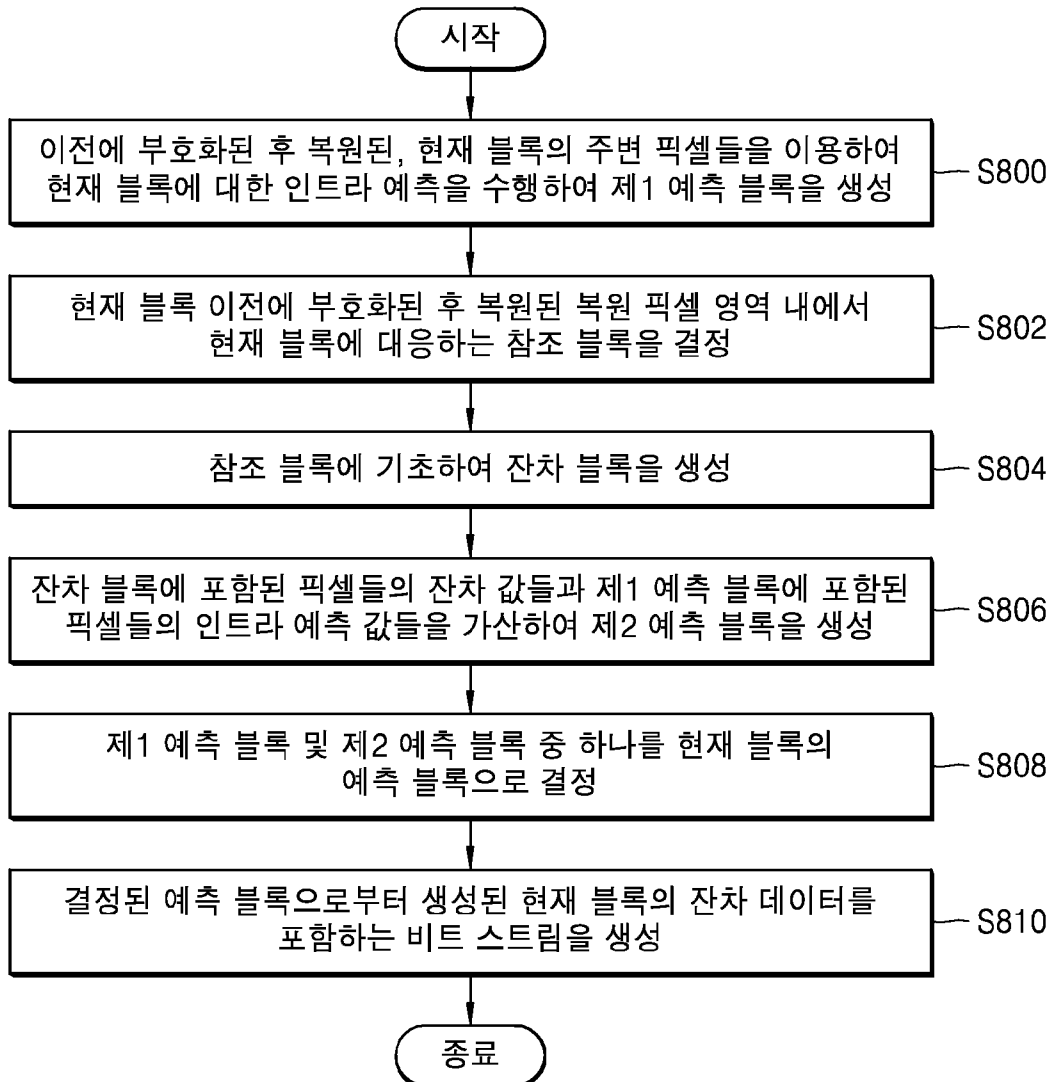 시작
이전에 부호화된 후 복원된, 현재 블록의 주변 픽셀들을 이용하여
현재 블록에 대한 인트라 예측을 수행하여 제1 예측 블록을 생성
S800
현재 블록 이전에 부호화된 후 복원된 복원 픽셀 영역 내에서
현재 블록에 대응하는 참조 블록을 결정
S802
참조 블록에 기초하여 잔차 블록을 생성
S804
잔차 블록에 포함된 픽셀들의 잔차 값들과 제1 예측 블록에 포함된
픽셀들의 인트라 예측 값들을 가산하여 제2 예측 블록을 생성
S806
제1 예측 블록 및 제2 예측 블록 중 하나를 현재 블록의
예측 블록으로 결정
S808
결정된 예측 블록으로부터 생성된 현재 블록의 잔차 데이터를
포함하는 비트 스트림을 생성
S810
종료